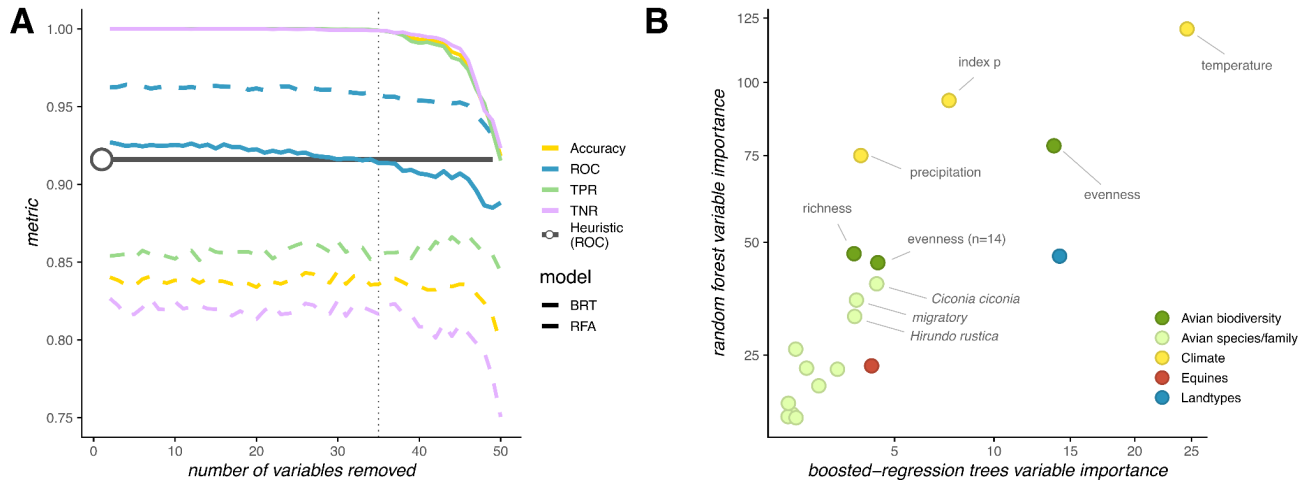 A
1.00
0.95
0.90
0.85
0.80
0.75
metric
0
10
20
30
40
50
number of variables removed
Accuracy
ROC
TPR
TNR
Heuristic
(ROC)
model
BRT
RFA
B
125
100
75
50
25
random forest variable importance
5
10
15
20
25
boosted−regression trees variable importance
temperature
index p
precipitation
evenness
richness
evenness (n=14)
Ciconia ciconia
migratory
Hirundo rustica
Avian biodiversity
Avian species/family
Climate
Equines
Landtypes